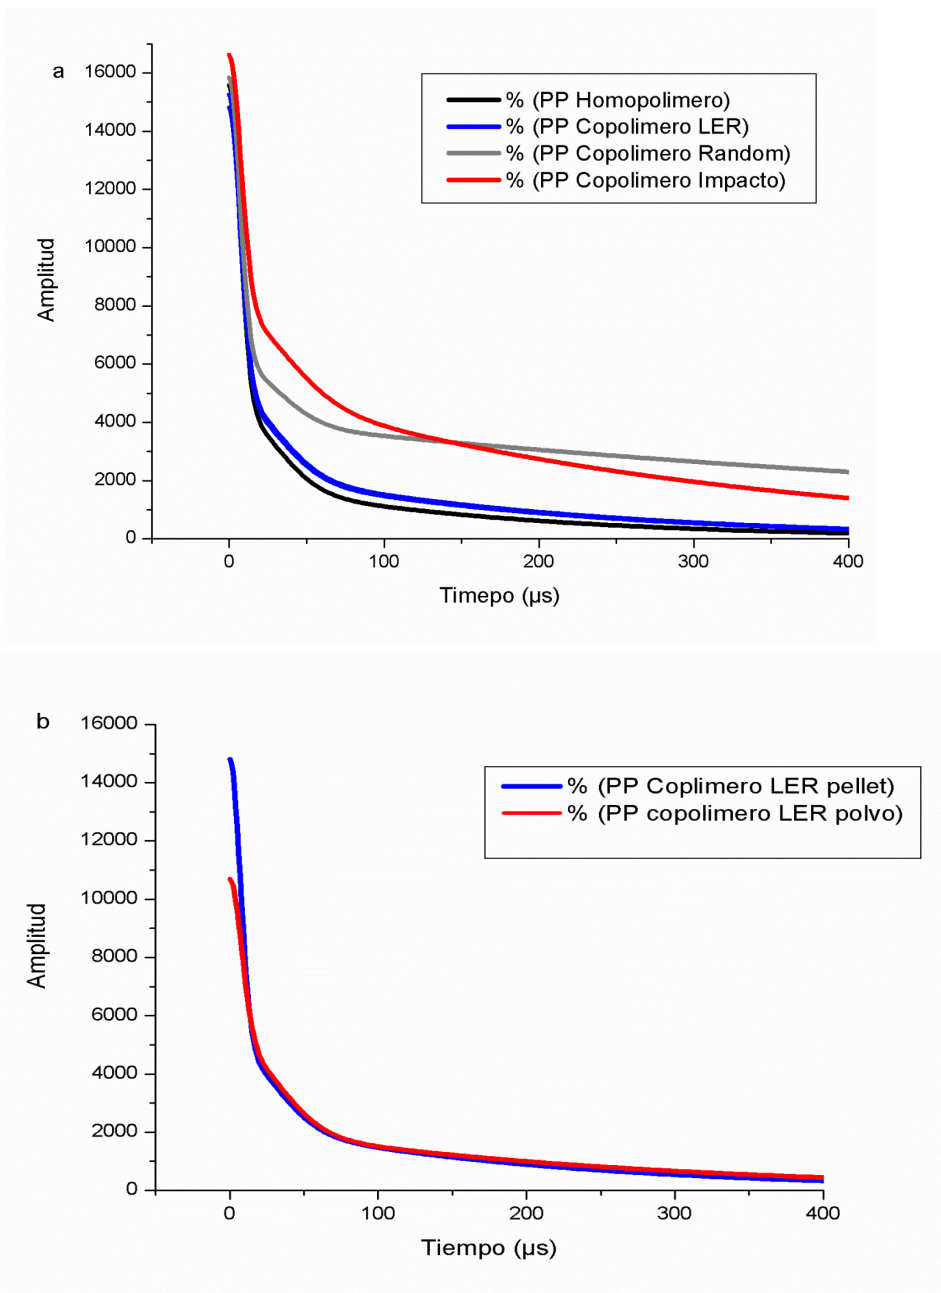 a
16000
14000
12000
10000
8000
6000
4000
2000
0
Amplitud
% (PP Homopolimero)
% (PP Copolimero LER)
% (PP Copolimero Random)
% (PP Copolimero Impacto)
0 100 200 300 400
Timepo (µs)
b
16000
14000
12000
10000
8000
6000
4000
2000
0
Amplitud
% (PP Coplimero LER pellet)
% (PP copolimero LER polvo)
0 100 200 300 400
Tiempo (µs)